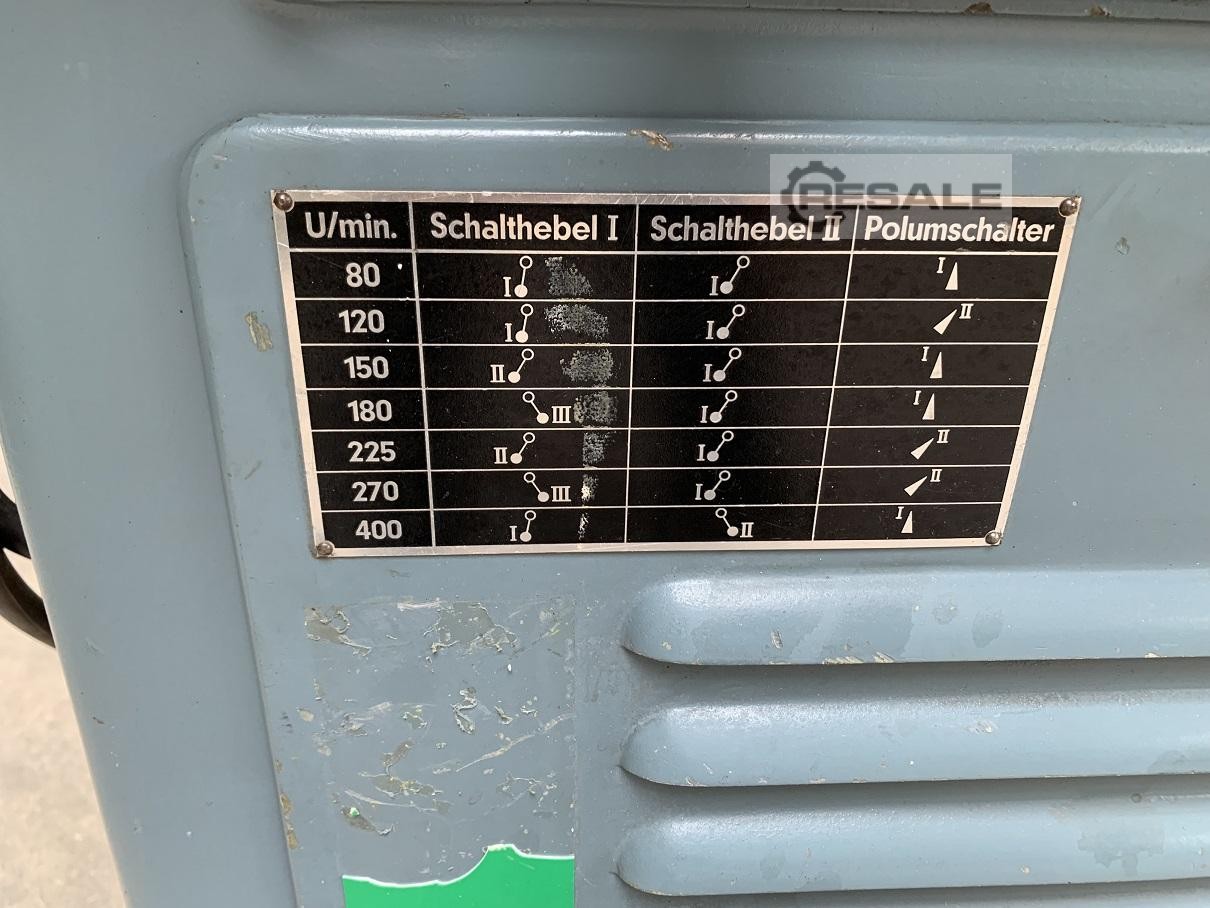 RESALE
U/min. Schalthebel I Schalthebel II Polumschalter
80 I I I
120 I I II
150 II I I
180 III I I
225 II I II
270 III I II
400 I II I